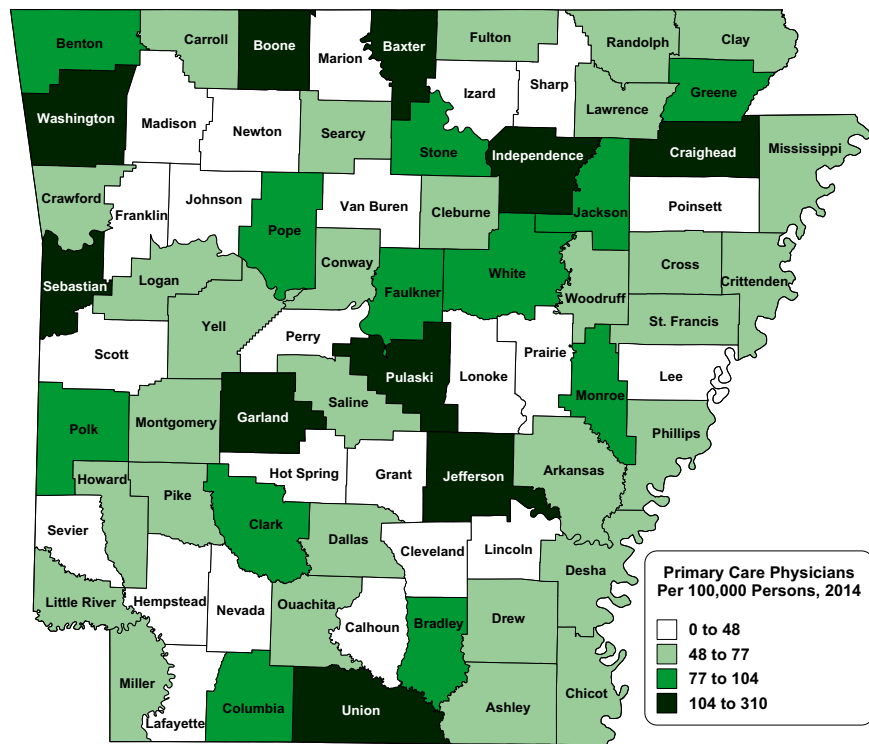 Benton
Carroll
Boone
Marion
Baxter
Fulton
Randolph
Clay
Washington
Madison
Newton
Searcy
Stone
Izard
Sharp
Lawrence
Greene
Independence
Craighead
Mississippi
Crawford
Franklin
Johnson
Pope
Van Buren
Cleburne
Jackson
Poinsett
Sebastian
Logan
Conway
Faulkner
White
Woodruff
Cross
Crittenden
Yell
Perry
Prairie
St. Francis
Scott
Pulaski
Lonoke
Monroe
Lee
Polk
Montgomery
Garland
Saline
Phillips
Howard
Pike
Hot Spring
Grant
Jefferson
Arkansas
Sevier
Clark
Dallas
Cleveland
Lincoln
Little River
Hempstead
Nevada
Ouachita
Calhoun
Bradley
Drew
Desha
Miller
Lafayette
Columbia
Union
Ashley
Chicot
Primary Care Physicians
Per 100,000 Persons, 2014
0 to 48
48 to 77
77 to 104
104 to 310